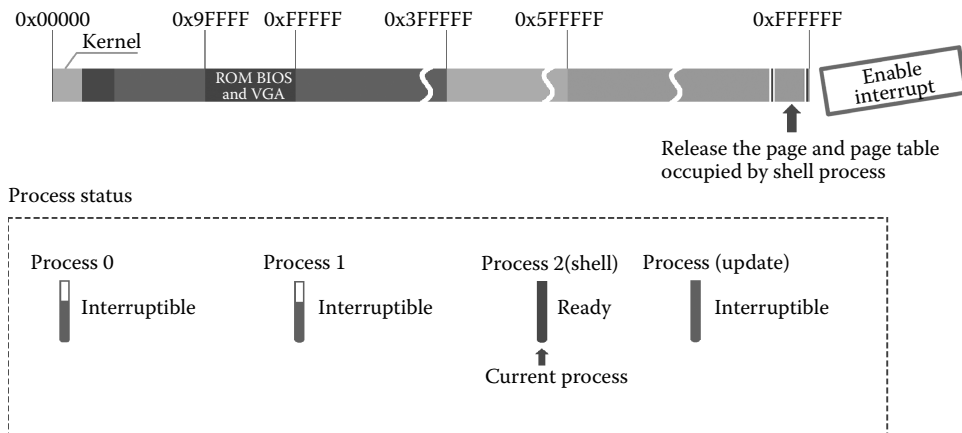 0x00000 0x9FFFF 0xFFFFF 0x3FFFFF 0x5FFFFF 0xFFFFFF
Kernel
ROM BIOS
and VGA
Enable
interrupt
Release the page and page table
occupied by shell process
Process status
Process 0 Process 1 Process 2(shell) Process (update)
Interruptible Interruptible Ready Interruptible
Current process